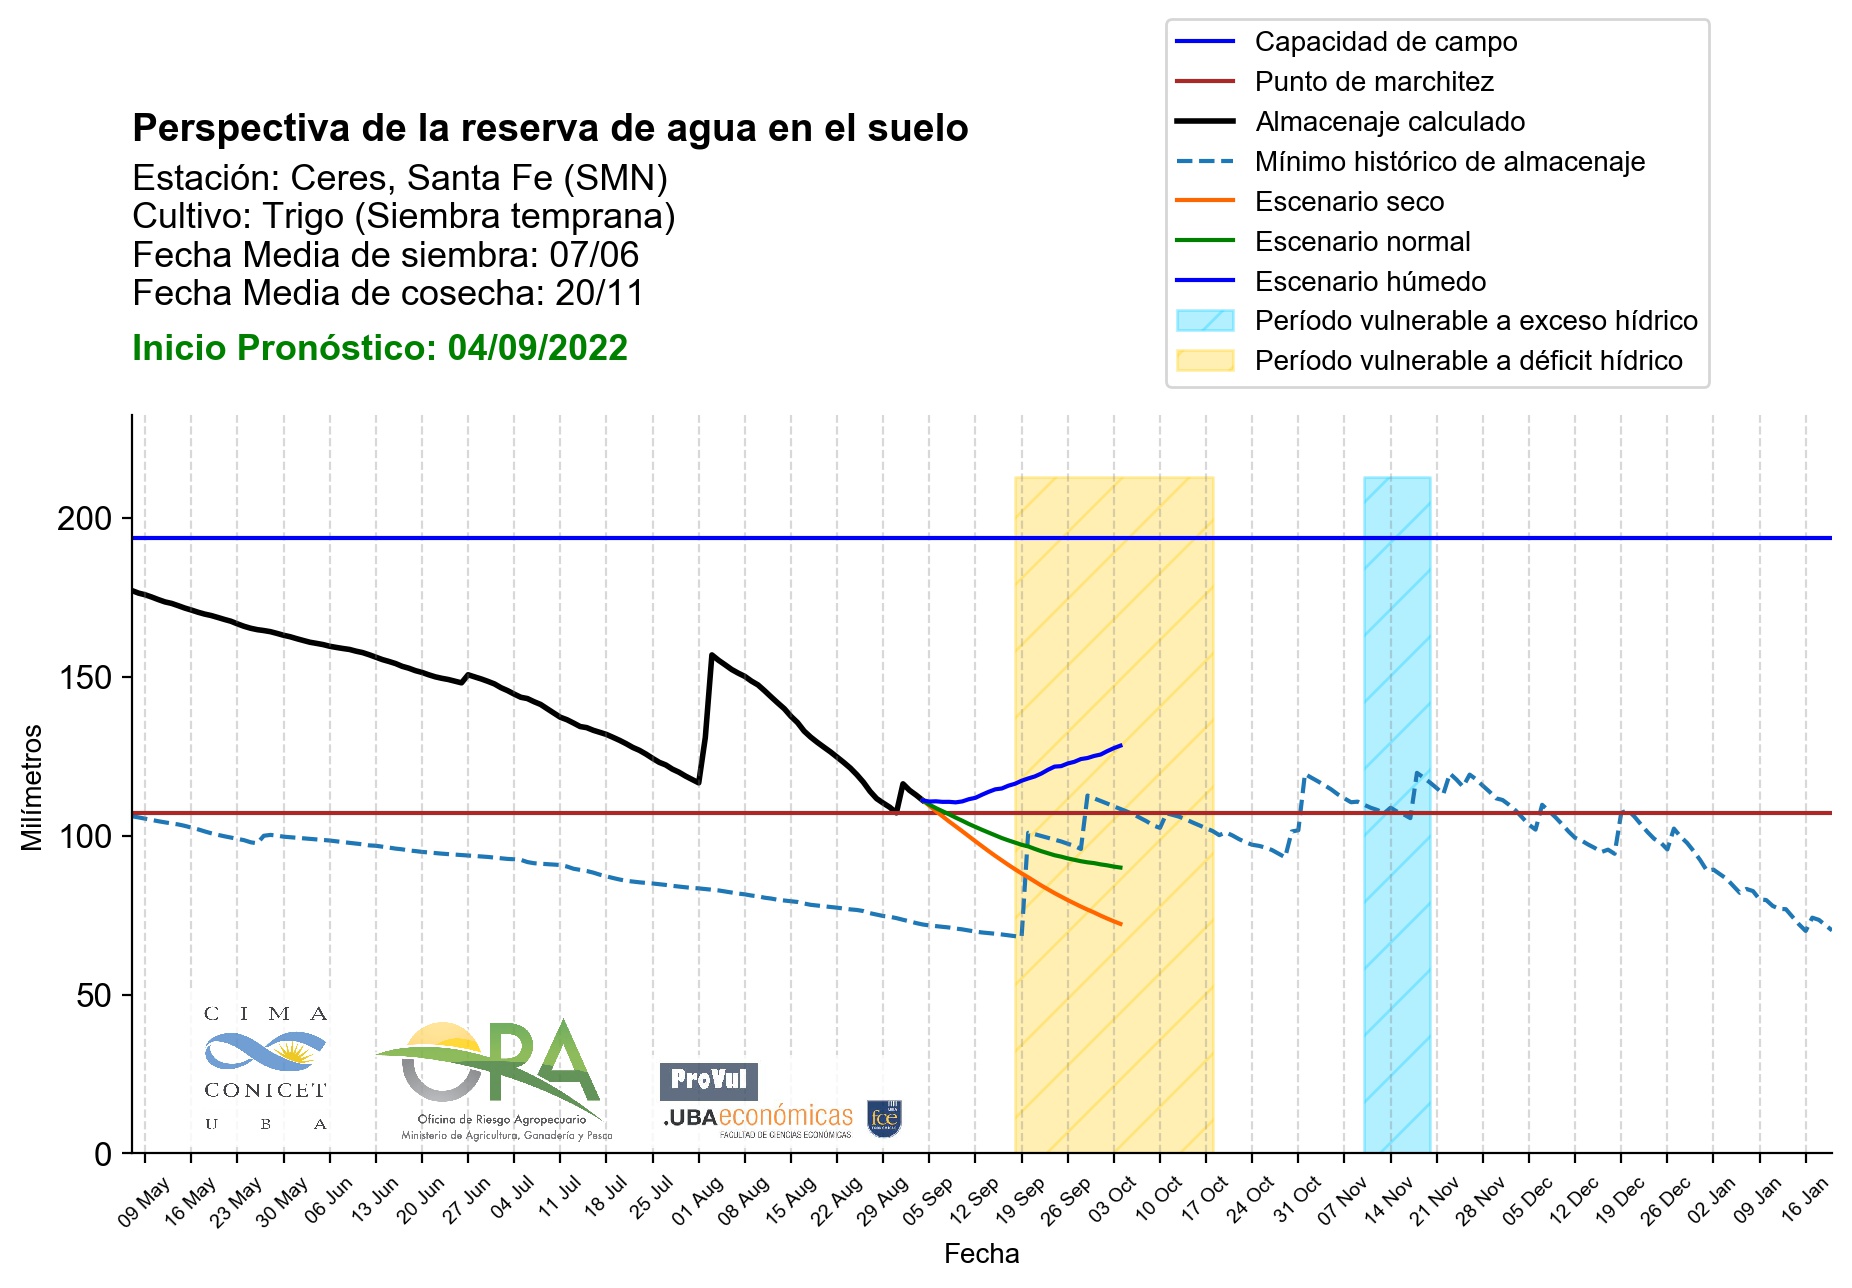 Capacidad de campo
Punto de marchitez
Almacenaje calculado
Mínimo histórico de almacenaje
Escenario seco
Escenario normal
Escenario húmedo
Período vulnerable a exceso hídrico
Período vulnerable a déficit hídrico
Perspectiva de la reserva de agua en el suelo
Estación: Ceres, Santa Fe (SMN)
Cultivo: Trigo (Siembra temprana)
Fecha Media de siembra: 07/06
Fecha Media de cosecha: 20/11
Inicio Pronóstico: 04/09/2022
Milímetros
200
150
100
50
0
CIMA
CONICET
UBA
ORA
Oficina de Riesgo Agropecuario
Ministerio de Agricultura, Ganadería y Pesca
ProVul
.UBAeconómicas
FACULTAD DE CIENCIAS ECONÓMICAS
fce
09 May
16 May
23 May
30 May
06 Jun
13 Jun
20 Jun
27 Jun
04 Jul
11 Jul
18 Jul
25 Jul
01 Aug
08 Aug
15 Aug
22 Aug
29 Aug
05 Sep
12 Sep
19 Sep
26 Sep
03 Oct
10 Oct
17 Oct
24 Oct
31 Oct
07 Nov
14 Nov
21 Nov
28 Nov
05 Dec
12 Dec
19 Dec
26 Dec
02 Jan
09 Jan
16 Jan
Fecha